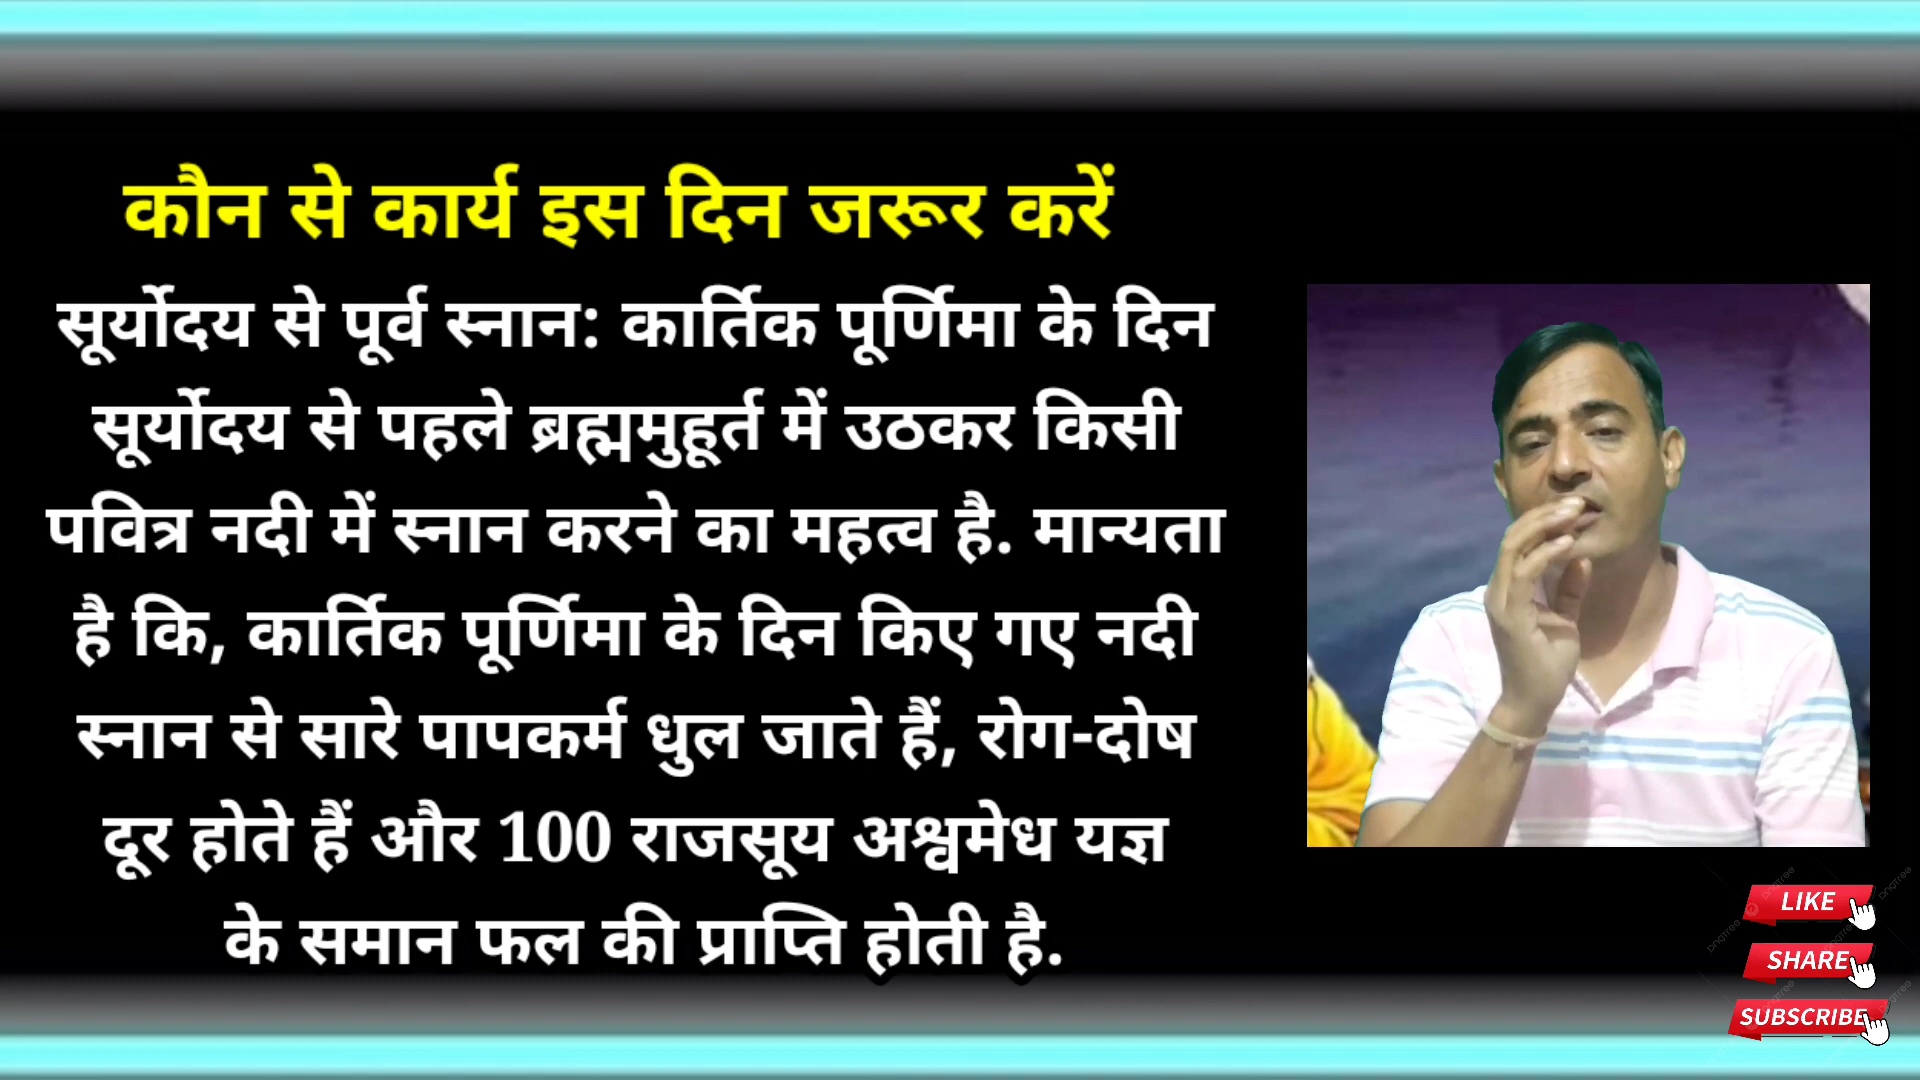 कौन से कार्य इस दिन जरूर करें
सूर्योदय से पूर्व स्नान: कार्तिक पूर्णिमा के दिन
सूर्योदय से पहले ब्रह्ममुहूर्त में उठकर किसी
पवित्र नदी में स्नान करने का महत्व है. मान्यता
है कि, कार्तिक पूर्णिमा के दिन किए गए नदी
स्नान से सारे पापकर्म धुल जाते हैं, रोग-दोष
दूर होते हैं और 100 राजसूय अश्वमेध यज्ञ
के समान फल की प्राप्ति होती है.
LIKE
SHARE
SUBSCRIBE